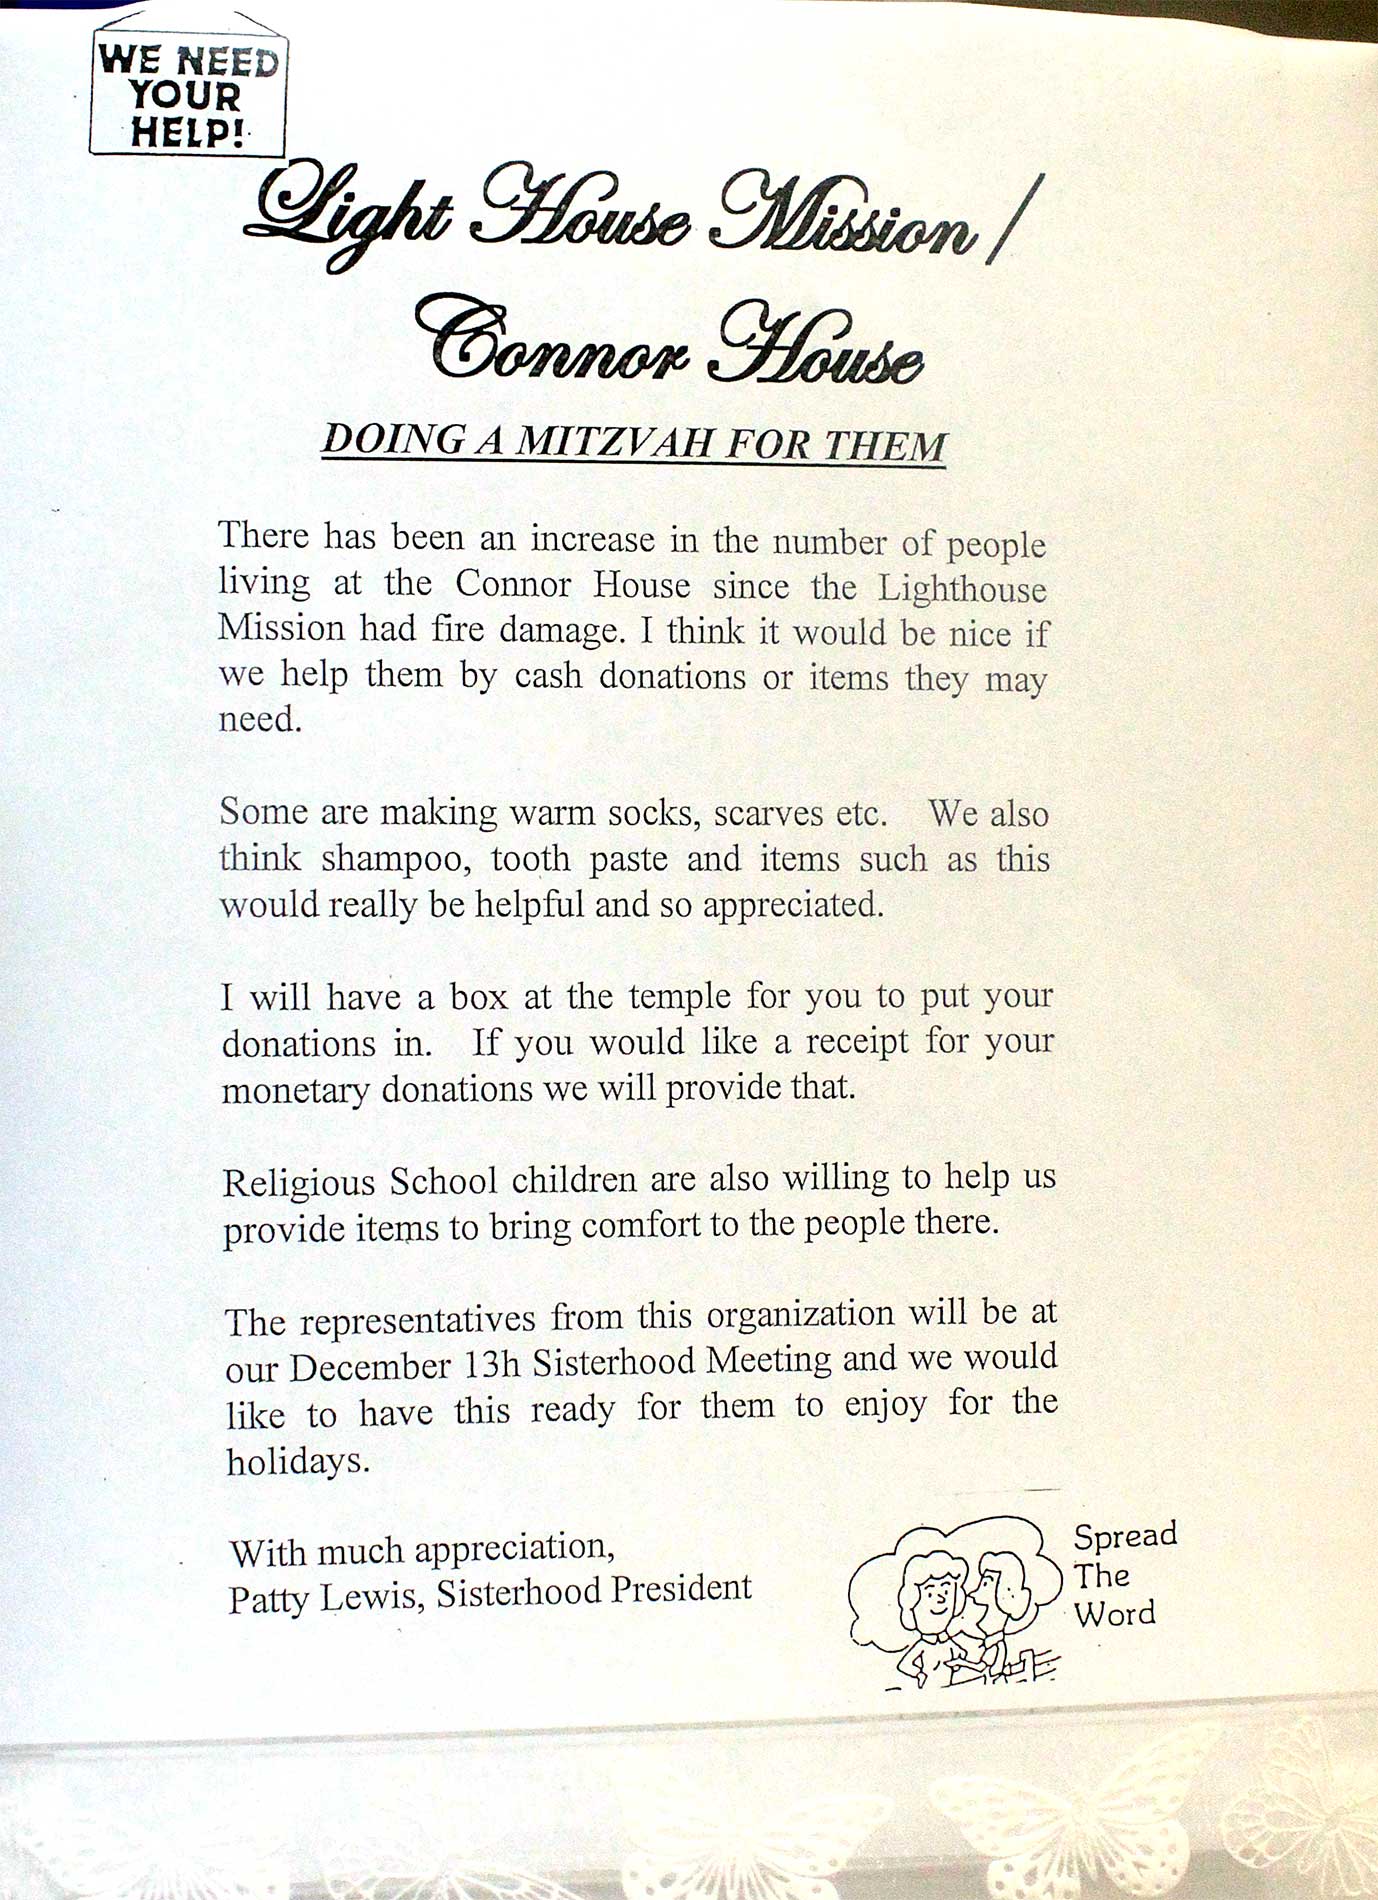 WE NEED
YOUR
HELP!
Light House Mission /
Connor House
DOING A MITZVAH FOR THEM
There has been an increase in the number of people
living at the Connor House since the Lighthouse
Mission had fire damage. I think it would be nice if
we help them by cash donations or items they may
need.
Some are making warm socks, scarves etc. We also
think shampoo, tooth paste and items such as this
would really be helpful and so appreciated.
I will have a box at the temple for you to put your
donations in. If you would like a receipt for your
monetary donations we will provide that.
Religious School children are also willing to help us
provide items to bring comfort to the people there.
The representatives from this organization will be at
our December 13h Sisterhood Meeting and we would
like to have this ready for them to enjoy for the
holidays.
With much appreciation,
Patty Lewis, Sisterhood President
Spread
The
Word